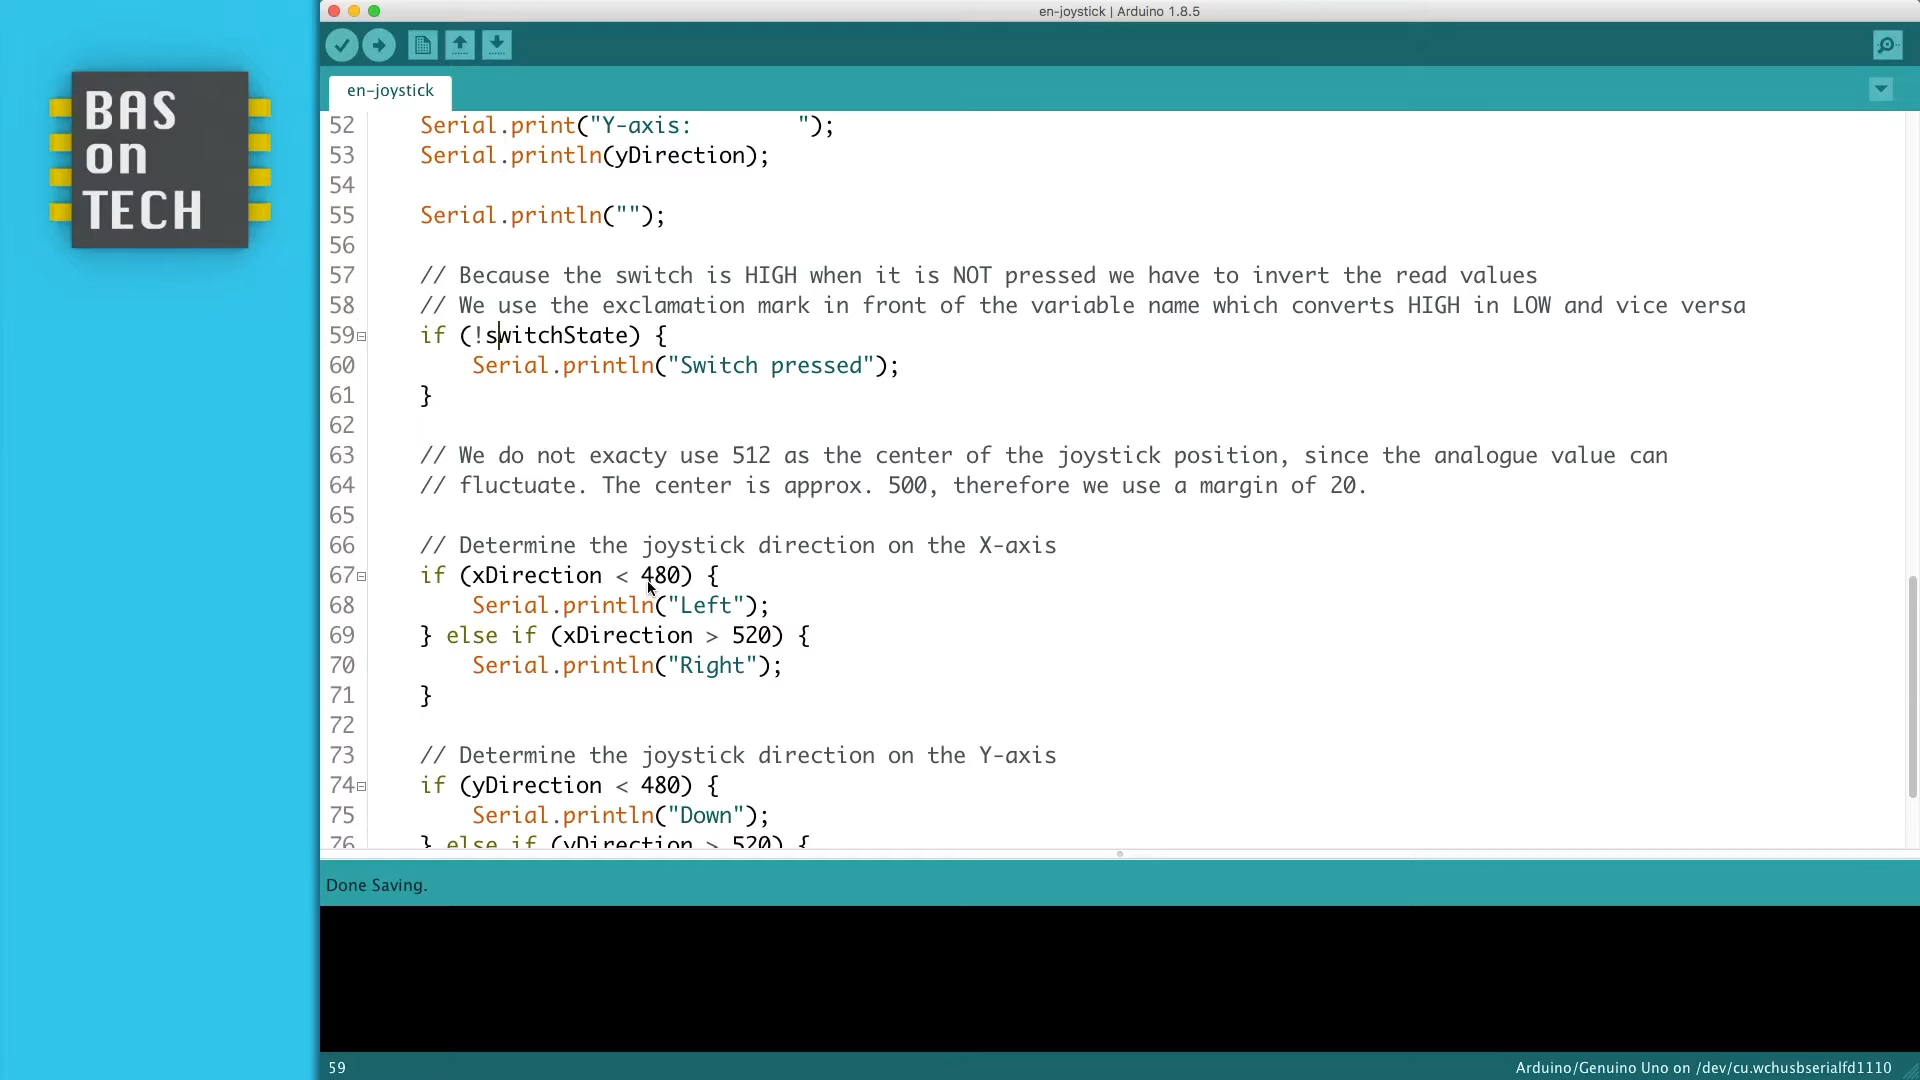 BAS
on
TECH
en-joystick | Arduino 1.8.5
en-joystick
52 Serial.print("Y-axis:        ");
53 Serial.println(yDirection);
54
55 Serial.println("");
56
57 // Because the switch is HIGH when it is NOT pressed we have to invert the read values
58 // We use the exclamation mark in front of the variable name which converts HIGH in LOW and vice versa
59 if (!switchState) {
60     Serial.println("Switch pressed");
61 }
62
63 // We do not exacty use 512 as the center of the joystick position, since the analogue value can
64 // fluctuate. The center is approx. 500, therefore we use a margin of 20.
65
66 // Determine the joystick direction on the X-axis
67 if (xDirection < 480) {
68     Serial.println("Left");
69 } else if (xDirection > 520) {
70     Serial.println("Right");
71 }
72
73 // Determine the joystick direction on the Y-axis
74 if (yDirection < 480) {
75     Serial.println("Down");
76 } else if (yDirection > 520) {
Done Saving.
59
Arduino/Genuino Uno on /dev/cu.wchusbserialfd1110